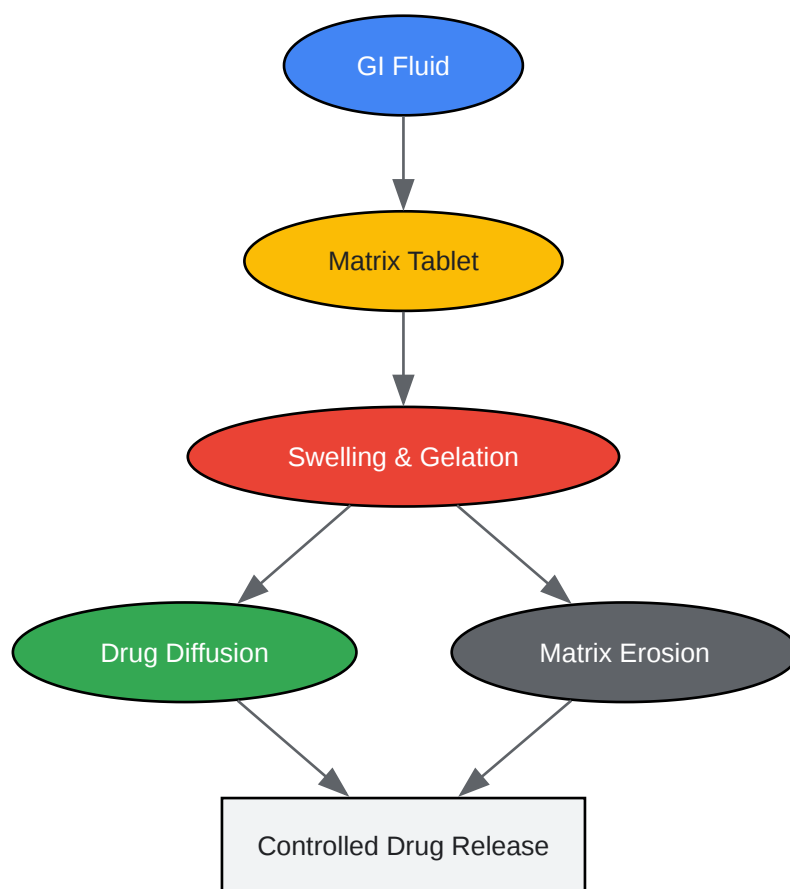 GI Fluid
Matrix Tablet
Swelling & Gelation
Drug Diffusion
Matrix Erosion
Controlled Drug Release